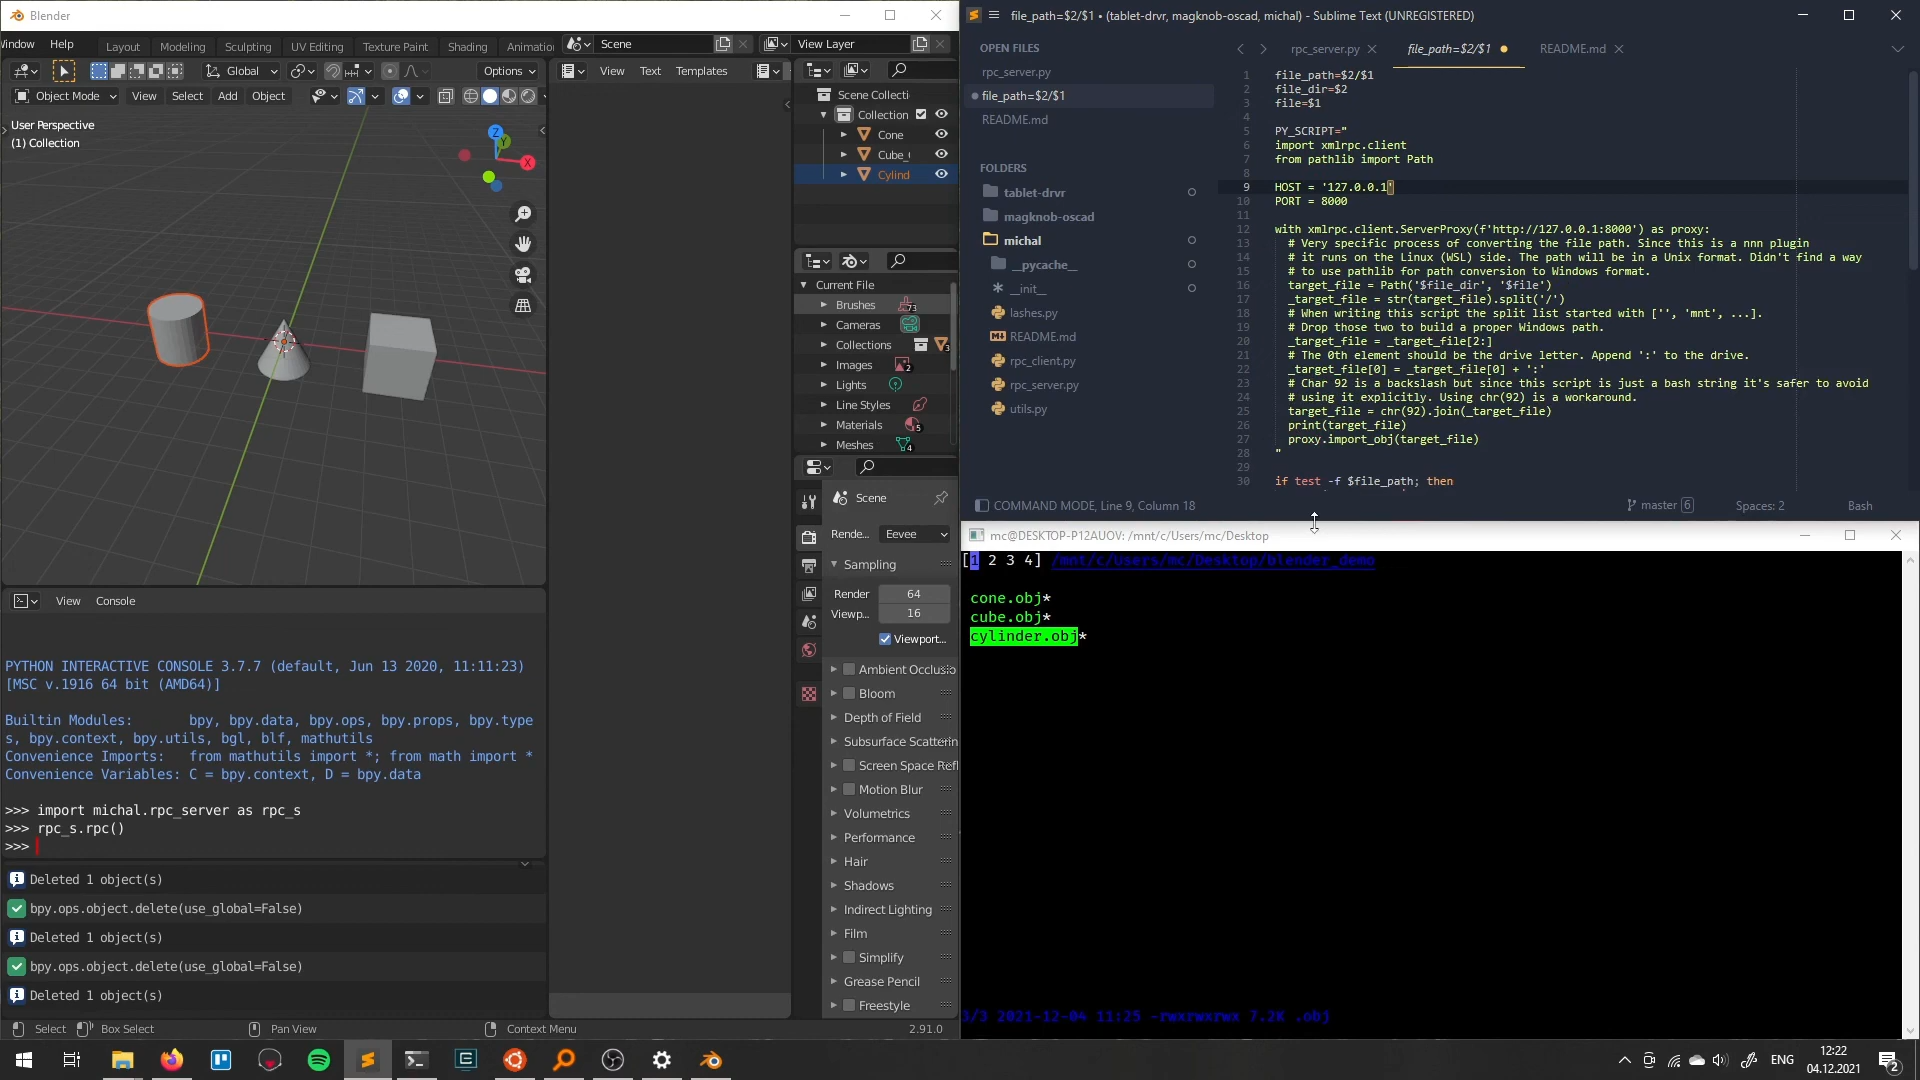 Blender
Window Help Layout Modeling Sculpting UV Editing Texture Paint Shading Animation Scene View Layer
Global Options View Text Templates
Object Mode View Select Add Object
User Perspective
(1) Collection
Z
Y
X
Scene Collecti
Collection
Cone
Cube_
Cylind
Current File
Brushes 73
Cameras
Collections 3
Images 2
Lights
Line Styles
Materials 5
Meshes 4
Scene
Rende... Eevee
Sampling
Render 64
Viewp... 16
Viewport...
Ambient Occlusio
Bloom
Depth of Field
Subsurface Scatterin
Screen Space Refl
Motion Blur
Volumetrics
Performance
Hair
Shadows
Indirect Lighting
Film
Simplify
Grease Pencil
Freestyle
View Console
PYTHON INTERACTIVE CONSOLE 3.7.7 (default, Jun 13 2020, 11:11:23)
[MSC v.1916 64 bit (AMD64)]
Builtin Modules: bpy, bpy.data, bpy.ops, bpy.props, bpy.type
s, bpy.context, bpy.utils, bgl, blf, mathutils
Convenience Imports: from mathutils import *; from math import *
Convenience Variables: C = bpy.context, D = bpy.data
>>> import michal.rpc_server as rpc_s
>>> rpc_s.rpc()
>>>
Deleted 1 object(s)
bpy.ops.object.delete(use_global=False)
Deleted 1 object(s)
bpy.ops.object.delete(use_global=False)
Deleted 1 object(s)
Select Box Select Pan View Context Menu 2.91.0
file_path=$2/$1 • (tablet-drvr, magknob-oscad, michal) - Sublime Text (UNREGISTERED)
OPEN FILES
rpc_server.py
file_path=$2/$1
README.md
FOLDERS
tablet-drvr
magknob-oscad
michal
__pycache__
__init__
lashes.py
README.md
rpc_client.py
rpc_server.py
utils.py
rpc_server.py file_path=$2/$1 README.md
1 file_path=$2/$1
2 file_dir=$2
3 file=$1
4
5 PY_SCRIPT="
6 import xmlrpc.client
7 from pathlib import Path
8
9 HOST = '127.0.0.1'
10 PORT = 8000
11
12 with xmlrpc.client.ServerProxy(f'http://127.0.0.1:8000') as proxy:
13 # Very specific process of converting the file path. Since this is a nnn plugin
14 # it runs on the Linux (WSL) side. The path will be in a Unix format. Didn't find a way
15 # to use pathlib for path conversion to Windows format.
16 target_file = Path('$file_dir', '$file')
17 _target_file = str(target_file).split('/')
18 # When writing this script the split list started with ['', 'mnt', ...].
19 # Drop those two to build a proper Windows path.
20 _target_file = _target_file[2:]
21 # The 0th element should be the drive letter. Append ':' to the drive.
22 _target_file[0] = _target_file[0] + ':'
23 # Char 92 is a backslash but since this script is just a bash string it's safer to avoid
24 # using it explicitly. Using chr(92) is a workaround.
25 target_file = chr(92).join(_target_file)
26 print(target_file)
27 proxy.import_obj(target_file)
28 "
29
30 if test -f $file_path; then
COMMAND MODE, Line 9, Column 18 master 6 Spaces: 2 Bash
mc@DESKTOP-P12AUOV: /mnt/c/Users/mc/Desktop
[1 2 3 4] /mnt/c/Users/mc/Desktop/blender_demo
cone.obj*
cube.obj*
cylinder.obj*
3/3 2021-12-04 11:25 -rwxrwxrwx 7.2K .obj
ENG 12:22
04.12.2021 2